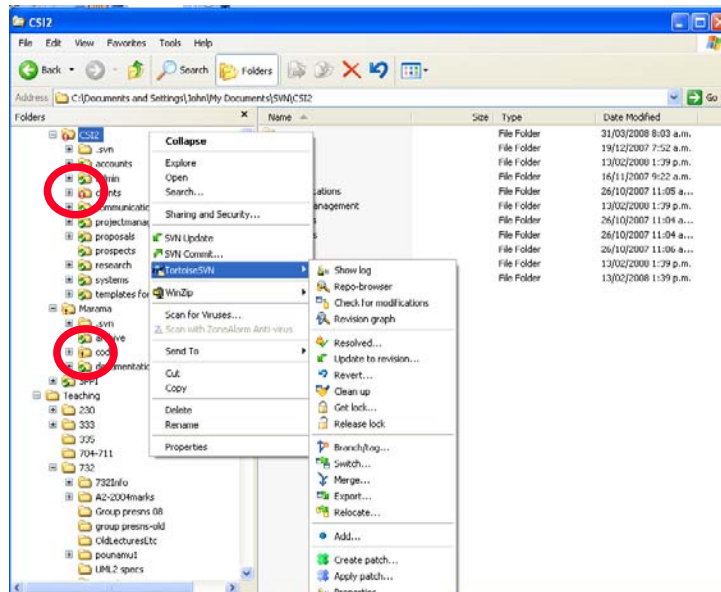 CSI2
File Edit View Favorites Tools Help
Back Search Folders
Address C:\Documents and Settings\John\My Documents\SVN\CSI2 Go
Folders × Name Size Type Date Modified
CSI2
.svn
accounts
admin
clients
projectmanag
proposals
prospects
research
systems
templates for
Marama
.svn
archive
documentatio
SPPI
Teaching
230
333
335
704-711
732
732Info
A2-2004marks
Group presns 08
group presns-old
OldLecturesEtc
pounamu1
UML2 specs
Collapse
Explore
Open
Search...
Sharing and Security...
SVN Update
SVN Commit...
TortoiseSVN
WinZip
Scan for Viruses...
Scan with ZoneAlarm Anti-virus
Send To
Cut
Copy
Delete
Rename
Properties
Show log
Repo-browser
Check for modifications
Revision graph
Resolved...
Update to revision...
Revert...
Clean up
Get lock...
Release lock
Branch/tag...
Switch...
Merge...
Export...
Relocate...
Add...
Create patch...
Apply patch...
Properties
cations
anagement
s
s
File Folder 31/03/2008 8:03 a.m.
File Folder 19/12/2007 7:52 a.m.
File Folder 13/02/2008 1:39 p.m.
File Folder 16/11/2007 9:22 a.m.
File Folder 26/10/2007 11:05 a...
File Folder 13/02/2008 1:39 p.m.
File Folder 26/10/2007 11:04 a...
File Folder 26/10/2007 11:04 a...
File Folder 26/10/2007 11:06 a...
File Folder 13/02/2008 1:39 p.m.
File Folder 13/02/2008 1:39 p.m.